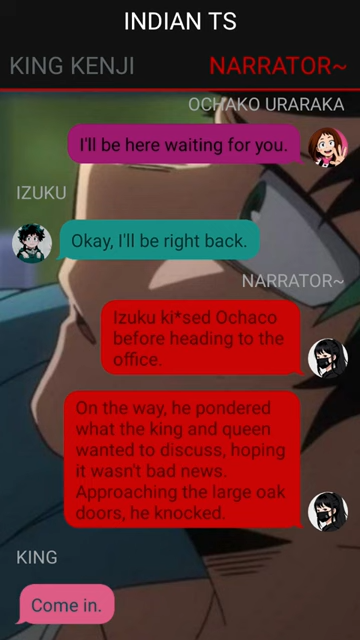 INDIAN TS
KING KENJI NARRATOR~
OCHAKO URARAKA
I'll be here waiting for you.
IZUKU
Okay, I'll be right back.
NARRATOR~
Izuku ki*sed Ochaco
before heading to the
office.
On the way, he pondered
what the king and queen
wanted to discuss, hoping
it wasn't bad news.
Approaching the large oak
doors, he knocked.
KING
Come in.